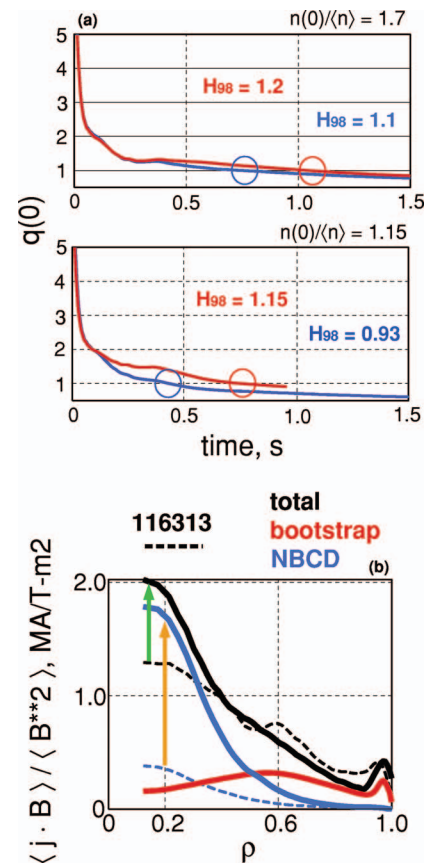 (a)
n(0)/⟨n⟩ = 1.7
5
4
3
2
1
H98 = 1.2
H98 = 1.1
0
0.5
1.0
1.5
q(0)
n(0)/⟨n⟩ = 1.15
5
4
3
2
1
H98 = 1.15
H98 = 0.93
0
0.5
1.0
1.5
time, s
total
116313
bootstrap
NBCD
(b)
2.0
1.0
0
0.2
0.6
1.0
ρ
⟨ j · B ⟩ / ⟨ B**2 ⟩, MA/T-m2